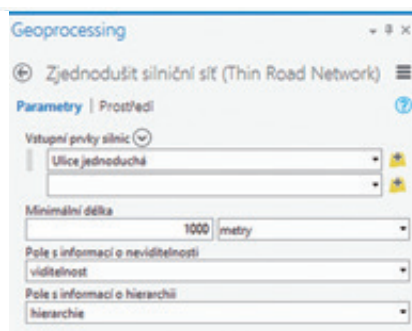 Geoprocessing
Zjednodušit silniční síť (Thin Road Network)
Parametry | Prostředí
Vstupní prvky silnic
Ulice jednoduchá
Minimální délka
1000 metry
Pole s informací o neviditelnosti
viditelnost
Pole s informací o hierarchii
hierarchie